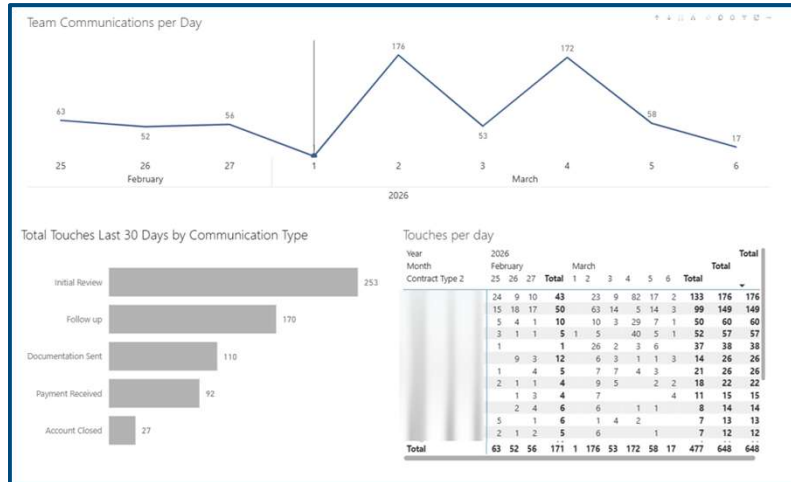 Team Communications per Day
176
172
63
52
56
53
58
17
25 26 27 1 2 3 4 5 6
February March
2026
Total Touches Last 30 Days by Communication Type
Initial Review 253
Follow up 170
Documentation Sent 110
Payment Received 92
Account Closed 27
Touches per day
Year 2026 Total
Month February March Total
Contract Type 2 25 26 27 Total 1 2 3 4 5 6 Total
24 9 10 43 23 9 82 17 2 133 176 176
15 18 17 50 63 14 5 14 3 99 149 149
5 4 1 10 10 3 29 7 1 50 60 60
3 1 1 5 1 5 40 5 1 52 57 57
1 1 26 2 3 6 37 38 38
9 3 12 6 3 1 1 3 14 26 26
1 4 5 7 7 4 3 21 26 26
2 1 1 4 9 5 2 2 18 22 22
1 3 4 7 4 11 15 15
2 4 6 6 1 1 8 14 14
5 1 6 1 4 2 7 13 13
2 1 2 5 6 1 7 12 12
Total 63 52 56 171 1 176 53 172 58 17 477 648 648